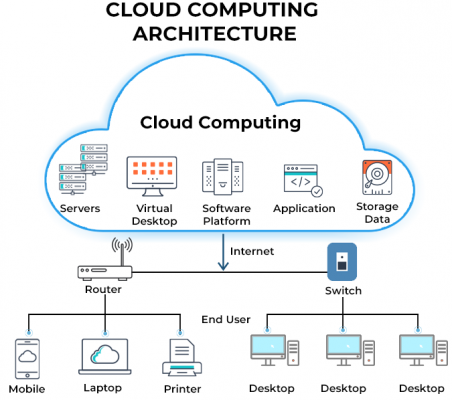 CLOUD COMPUTING
ARCHITECTURE
Cloud Computing
Servers
Virtual
Desktop
Software
Platform
Application
Storage
Data
Internet
Router
Switch
End User
Mobile
Laptop
Printer
Desktop
Desktop
Desktop